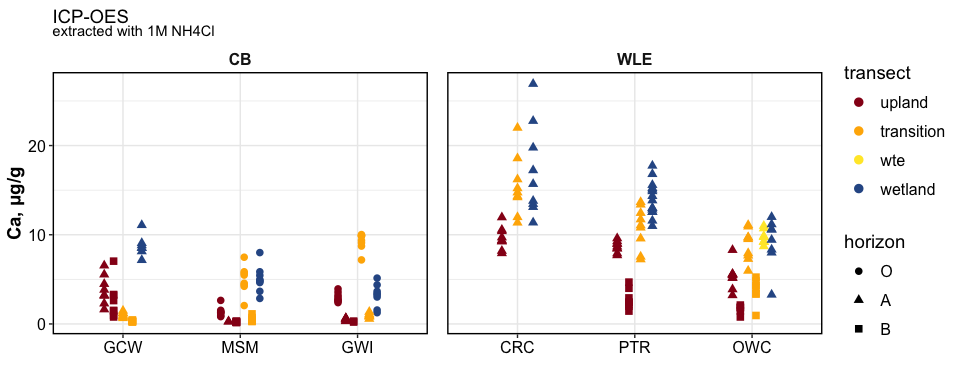 ICP-OES
extracted with 1M NH4Cl
CB
WLE
Ca, µg/g
20
10
0
GCW
MSM
GWI
CRC
PTR
OWC
transect
upland
transition
wte
wetland
horizon
O
A
B